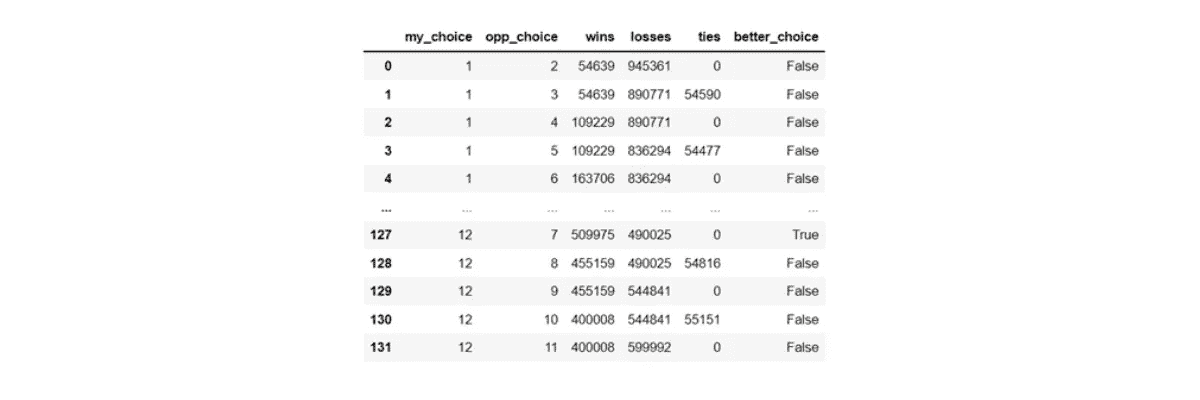 my_choice opp_choice wins losses ties better_choice
0 1 2 54639 945361 0 False
1 1 3 54639 890771 54590 False
2 1 4 109229 890771 0 False
3 1 5 109229 836294 54477 False
4 1 6 163706 836294 0 False
... ... ... ... ... ... ...
127 12 7 509975 490025 0 True
128 12 8 455159 490025 54816 False
129 12 9 455159 544841 0 False
130 12 10 400008 544841 55151 False
131 12 11 400008 599992 0 False